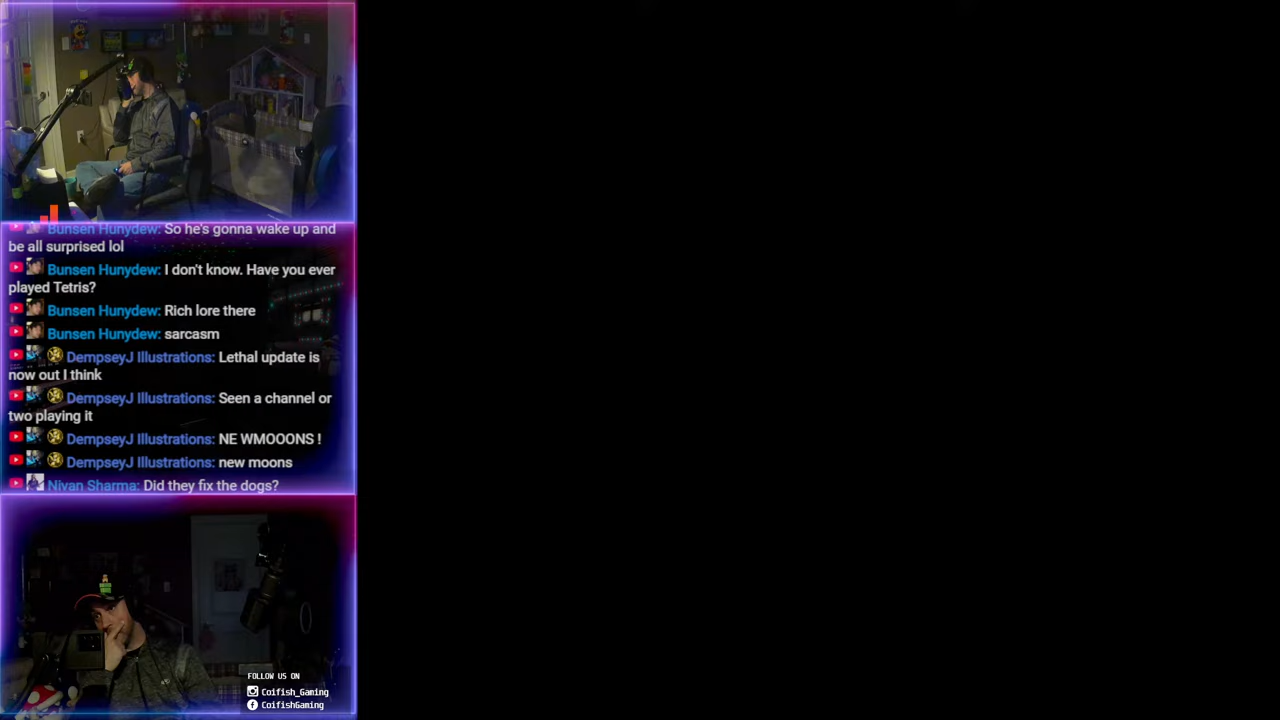 Bunsen Hunydew: So he's gonna wake up and
be all surprised lol
Bunsen Hunydew: I don't know. Have you ever
played Tetris?
Bunsen Hunydew: Rich lore there
Bunsen Hunydew: sarcasm
DempseyJ Illustrations: Lethal update is
now out I think
DempseyJ Illustrations: Seen a channel or
two playing it
DempseyJ Illustrations: NE WMOOONS !
DempseyJ Illustrations: new moons
Nivan Sharma: Did they fix the dogs?
FOLLOW US ON
Coifish_Gaming
CoifishGaming